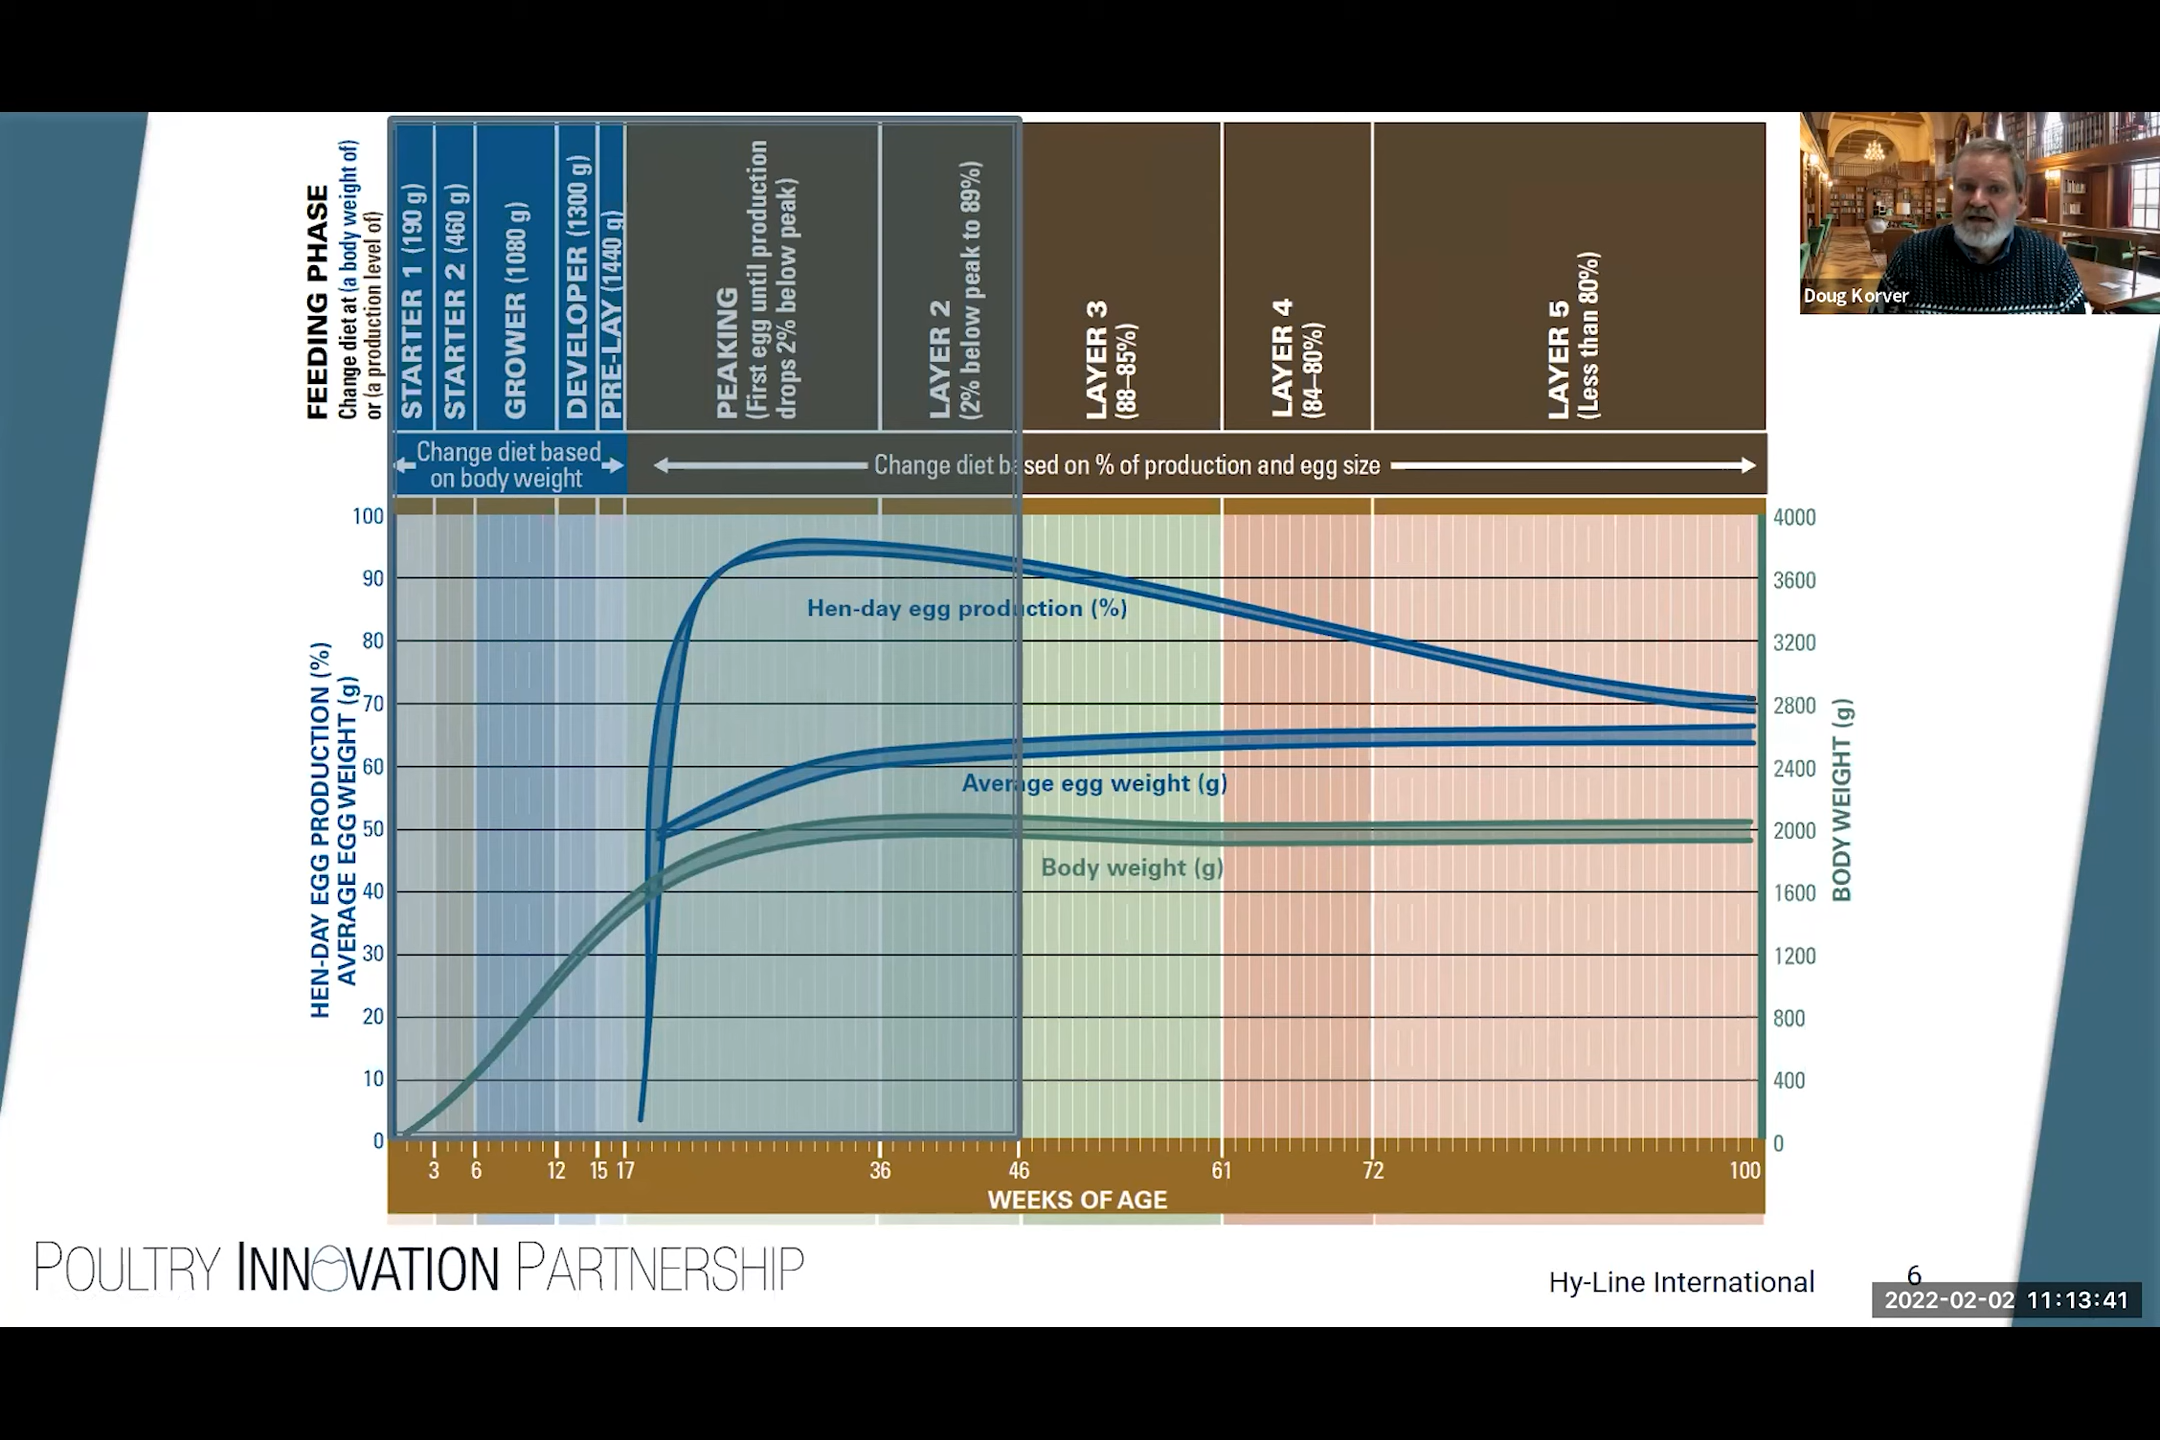 FEEDING PHASE
Change diet at (a body weight of)
or (a production level of)
STARTER 1 (190 g)
STARTER 2 (460 g)
GROWER (1080 g)
DEVELOPER (1300 g)
PRE-LAY (1440 g)
PEAKING
(First egg until production
drops 2% below peak)
LAYER 2
(2% below peak to 89%)
LAYER 3
(88–85%)
LAYER 4
(84–80%)
LAYER 5
(Less than 80%)
Doug Korver
Change diet based
on body weight
Change diet based on % of production and egg size
HEN-DAY EGG PRODUCTION (%)
AVERAGE EGG WEIGHT (g)
100
90
80
70
60
50
40
30
20
10
0
Hen-day egg production (%)
Average egg weight (g)
Body weight (g)
4000
3600
3200
2800
2400
2000
1600
1200
800
400
0
BODY WEIGHT (g)
3 6 12 15 17 36 46 61 72 100
WEEKS OF AGE
POULTRY INNOVATION PARTNERSHIP
Hy-Line International
6
2022-02-02 11:13:41